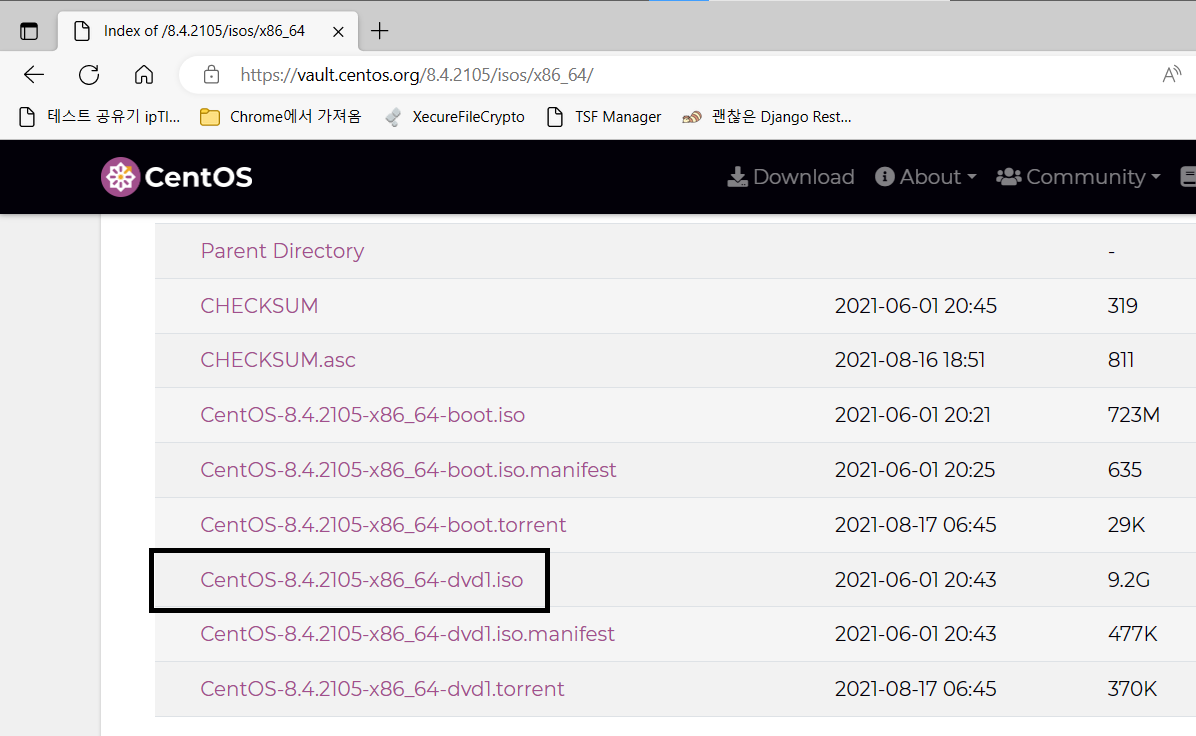 Index of /8.4.2105/isos/x86_64
https://vault.centos.org/8.4.2105/isos/x86_64/
테스트 공유기 ipTI... Chrome에서 가져옴 XecureFileCrypto TSF Manager 괜찮은 Django Rest...
CentOS Download About Community
Parent Directory -
CHECKSUM 2021-06-01 20:45 319
CHECKSUM.asc 2021-08-16 18:51 811
CentOS-8.4.2105-x86_64-boot.iso 2021-06-01 20:21 723M
CentOS-8.4.2105-x86_64-boot.iso.manifest 2021-06-01 20:25 635
CentOS-8.4.2105-x86_64-boot.torrent 2021-08-17 06:45 29K
CentOS-8.4.2105-x86_64-dvd1.iso 2021-06-01 20:43 9.2G
CentOS-8.4.2105-x86_64-dvd1.iso.manifest 2021-06-01 20:43 477K
CentOS-8.4.2105-x86_64-dvd1.torrent 2021-08-17 06:45 370K